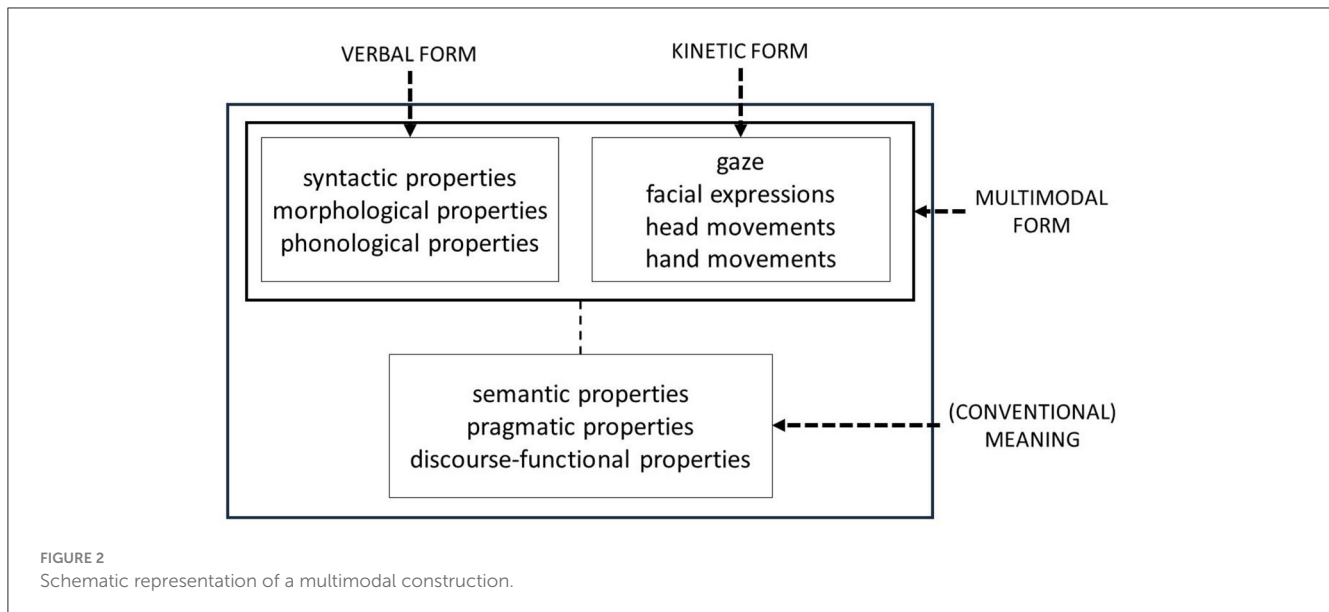 VERBAL FORM
KINETIC FORM
syntactic properties
morphological properties
phonological properties
gaze
facial expressions
head movements
hand movements
MULTIMODAL
FORM
semantic properties
pragmatic properties
discourse-functional properties
(CONVENTIONAL)
MEANING
FIGURE 2
Schematic representation of a multimodal construction.